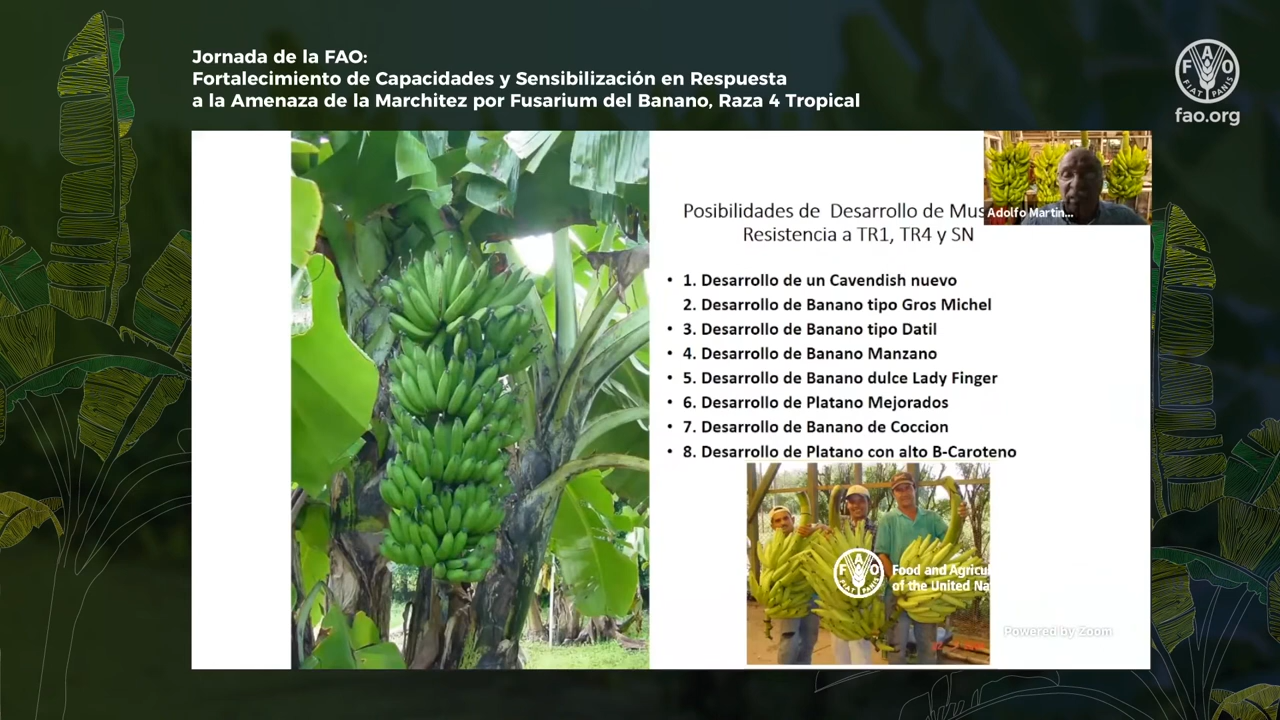 Jornada de la FAO:
Fortalecimiento de Capacidades y Sensibilización en Respuesta
a la Amenaza de la Marchitez por Fusarium del Banano, Raza 4 Tropical
F A O
FIAT PANIS
fao.org
Adolfo Martin...
Posibilidades de Desarrollo de Mus
Resistencia a TR1, TR4 y SN
• 1. Desarrollo de un Cavendish nuevo
2. Desarrollo de Banano tipo Gros Michel
• 3. Desarrollo de Banano tipo Datil
• 4. Desarrollo de Banano Manzano
• 5. Desarrollo de Banano dulce Lady Finger
• 6. Desarrollo de Platano Mejorados
• 7. Desarrollo de Banano de Coccion
• 8. Desarrollo de Platano con alto B-Caroteno
F A O
FIAT PANIS
Food and Agricu
of the United Na
Powered by Zoom